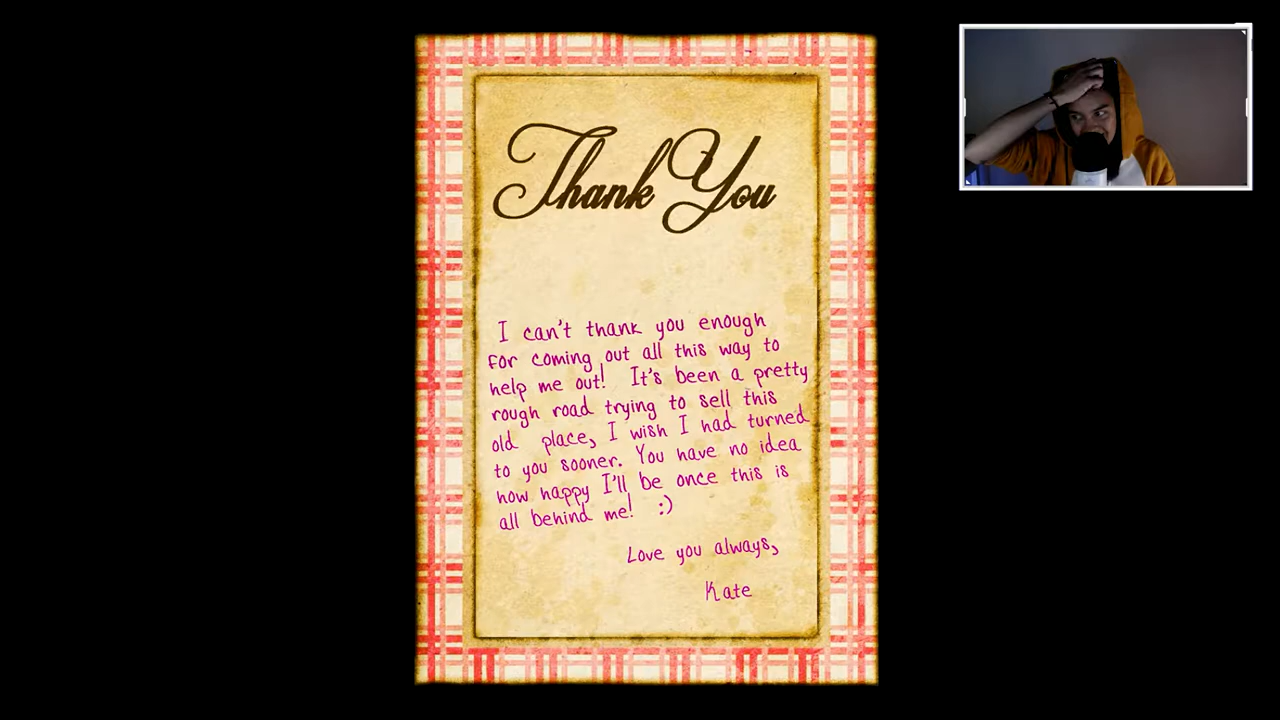 Thank You
I can't thank you enough
for coming out all this way to
help me out! It's been a pretty
rough road trying to sell this
old place, I wish I had turned
to you sooner. You have no idea
how happy I'll be once this is
all behind me! :)
Love you always,
Kate